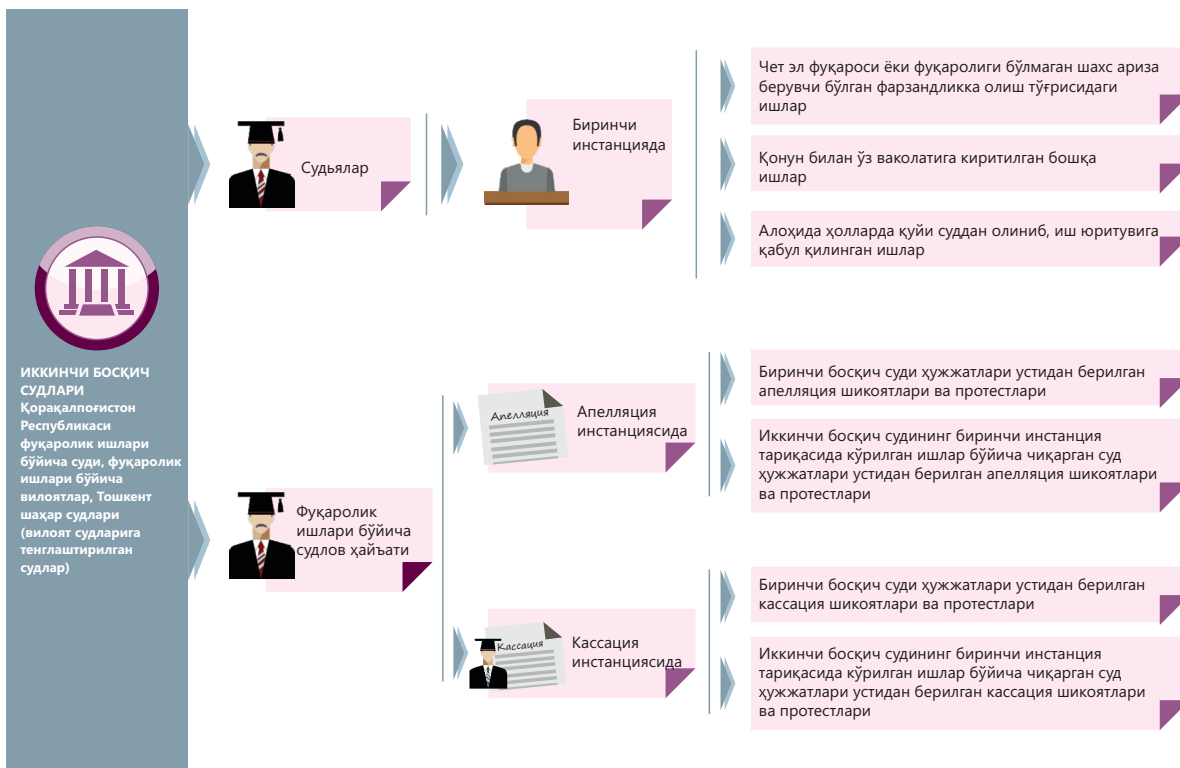 ИККИНЧИ БОСҚИЧ
СУДЛАРИ
Қорақалпоғистон
Республикаси
фуқаролик ишлари
бўйича суди, фуқаролик
ишлари бўйича
вилоятлар, Тошкент
шаҳар судлари
(вилоят судларига
тенглаштирилган
судлар)
Судьялар
Биринчи
инстанцияда
Чет эл фуқароси ёки фуқаролиги бўлмаган шахс ариза
берувчи бўлган фарзандликка олиш тўғрисидаги
ишлар
Қонун билан ўз ваколатига киритилган бошқа
ишлар
Алоҳида ҳолларда қуйи суддан олиниб, иш юритувига
қабул қилинган ишлар
Фуқаролик
ишлари бўйича
судлов ҳайъати
Апелляция
Апелляция
инстанциясида
Биринчи босқич суди ҳужжатлари устидан берилган
апелляция шикоятлари ва протестлари
Иккинчи босқич судининг биринчи инстанция
тариқасида кўрилган ишлар бўйича чиқарган суд
ҳужжатлари устидан берилган апелляция шикоятлари
ва протестлари
Кассация
Кассация
инстанциясида
Биринчи босқич суди ҳужжатлари устидан берилган
кассация шикоятлари ва протестлари
Иккинчи босқич судининг биринчи инстанция
тариқасида кўрилган ишлар бўйича чиқарган суд
ҳужжатлари устидан берилган кассация шикоятлари
ва протестлари